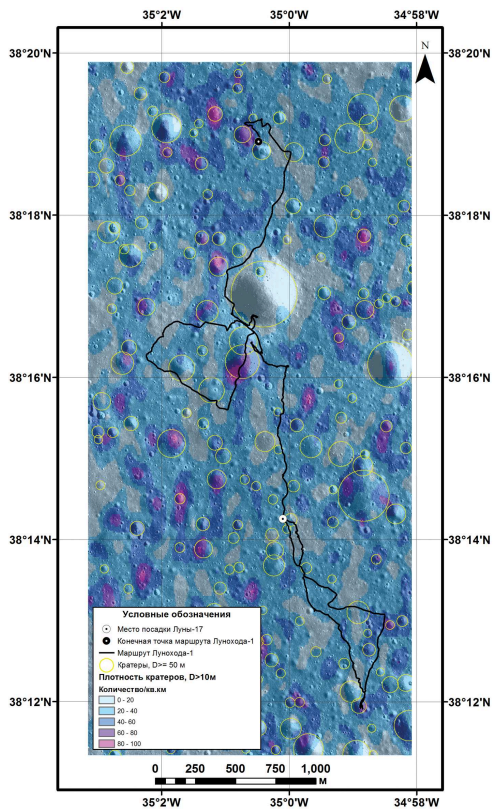 35°2'W 35°0'W 34°58'W
38°20'N 38°20'N
N
38°18'N 38°18'N
38°16'N 38°16'N
38°14'N 38°14'N
Условные обозначения
Место посадки Луны-17
Конечная точка маршрута Лунохода-1
Маршрут Лунохода-1
Кратеры, D>= 50 м
Плотность кратеров, D>10м
Количество/кв.км
0 - 20
20 - 40
40- 60
60 - 80
80 - 100
38°12'N 38°12'N
0 250 500 750 1,000
М
35°2'W 35°0'W 34°58'W